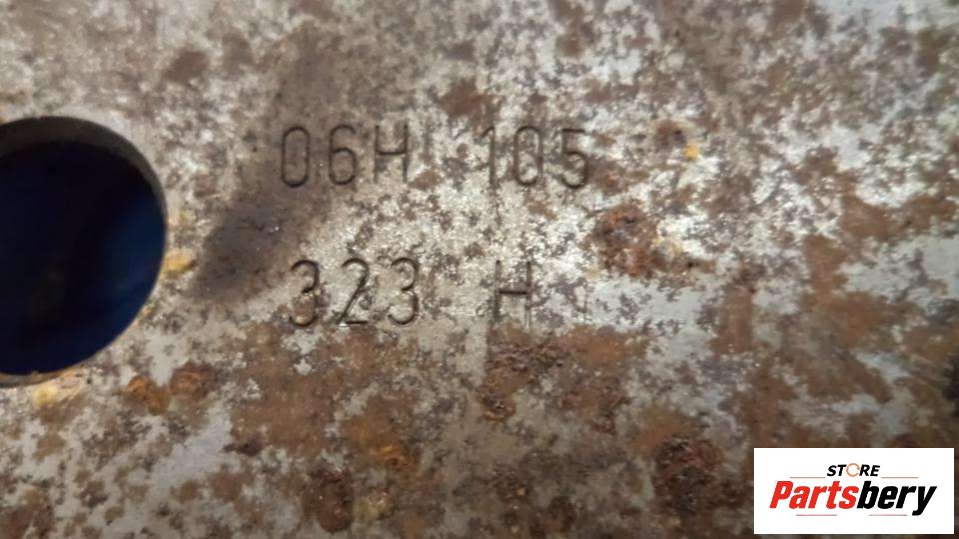 06H 105
323 H
STORE
Partsbery